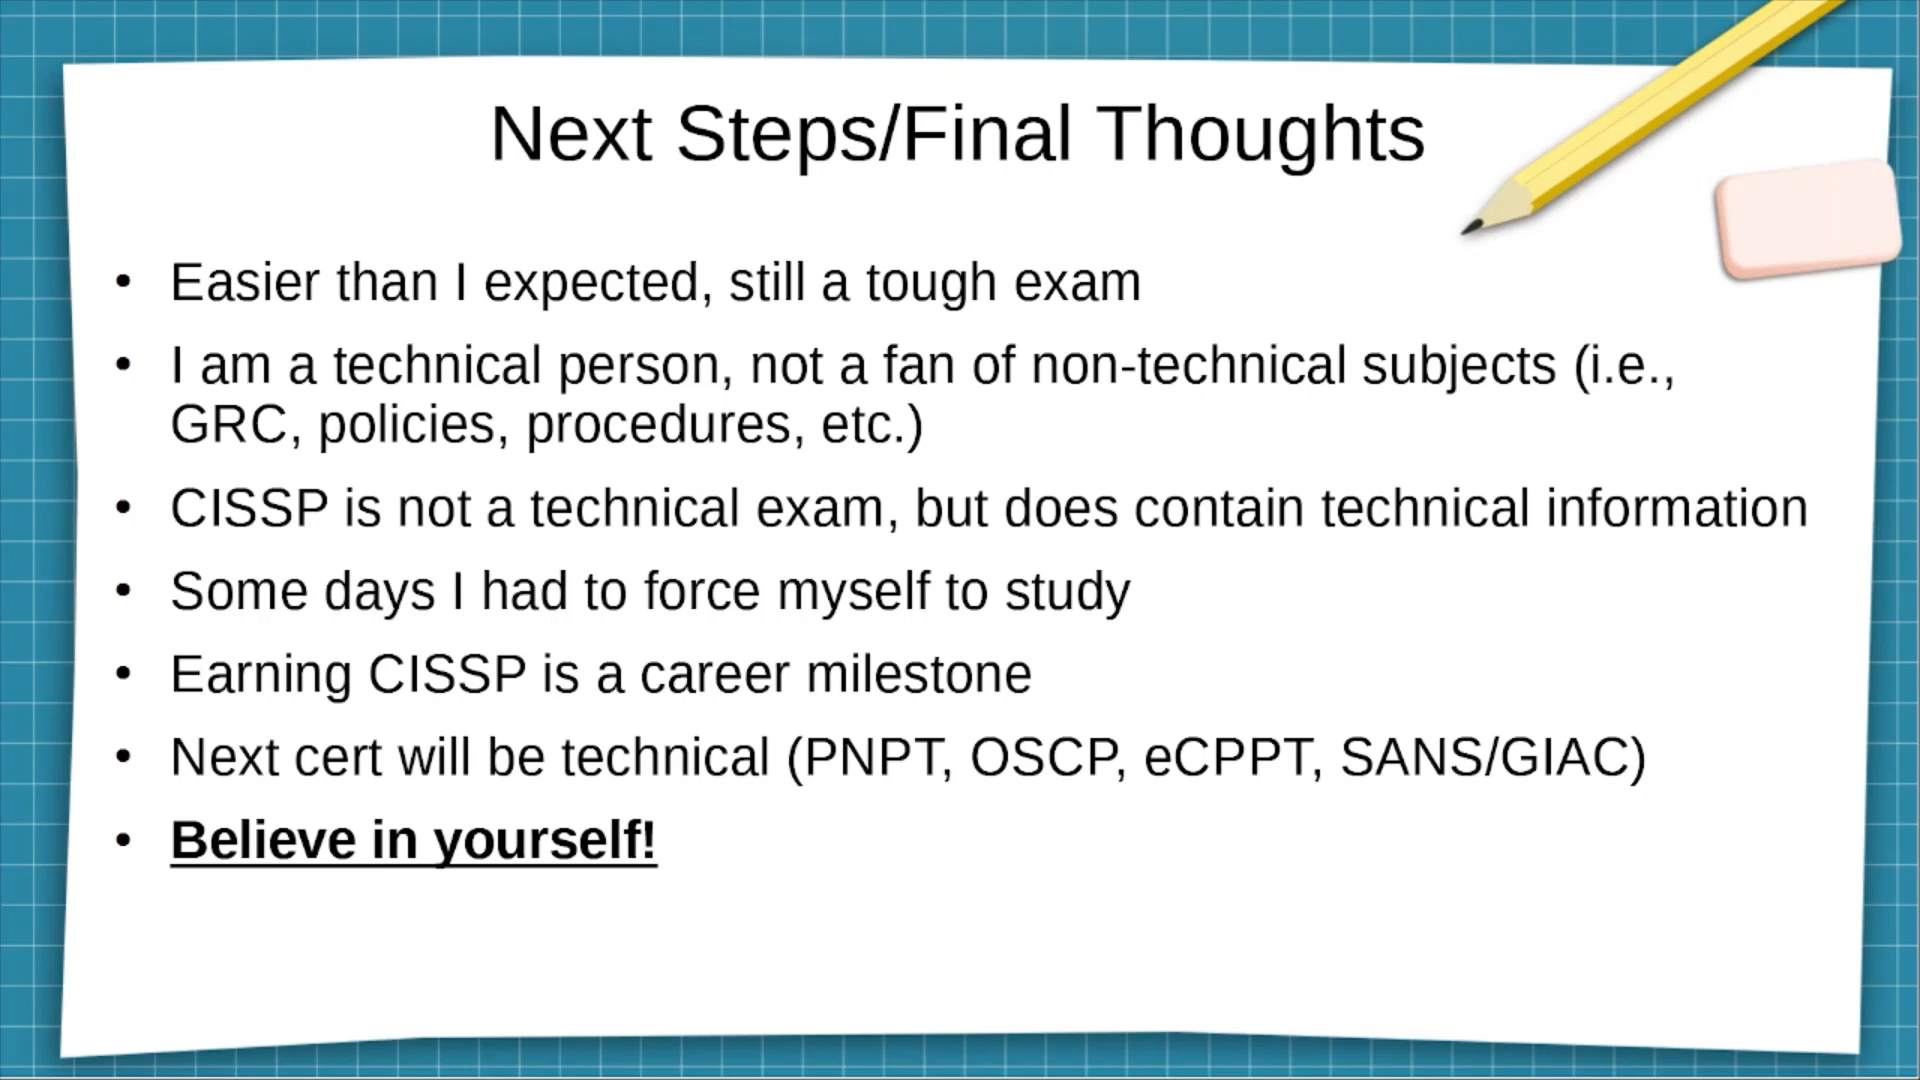 Next Steps/Final Thoughts
• Easier than I expected, still a tough exam
• I am a technical person, not a fan of non-technical subjects (i.e.,
GRC, policies, procedures, etc.)
• CISSP is not a technical exam, but does contain technical information
• Some days I had to force myself to study
• Earning CISSP is a career milestone
• Next cert will be technical (PNPT, OSCP, eCPPT, SANS/GIAC)
• Believe in yourself!